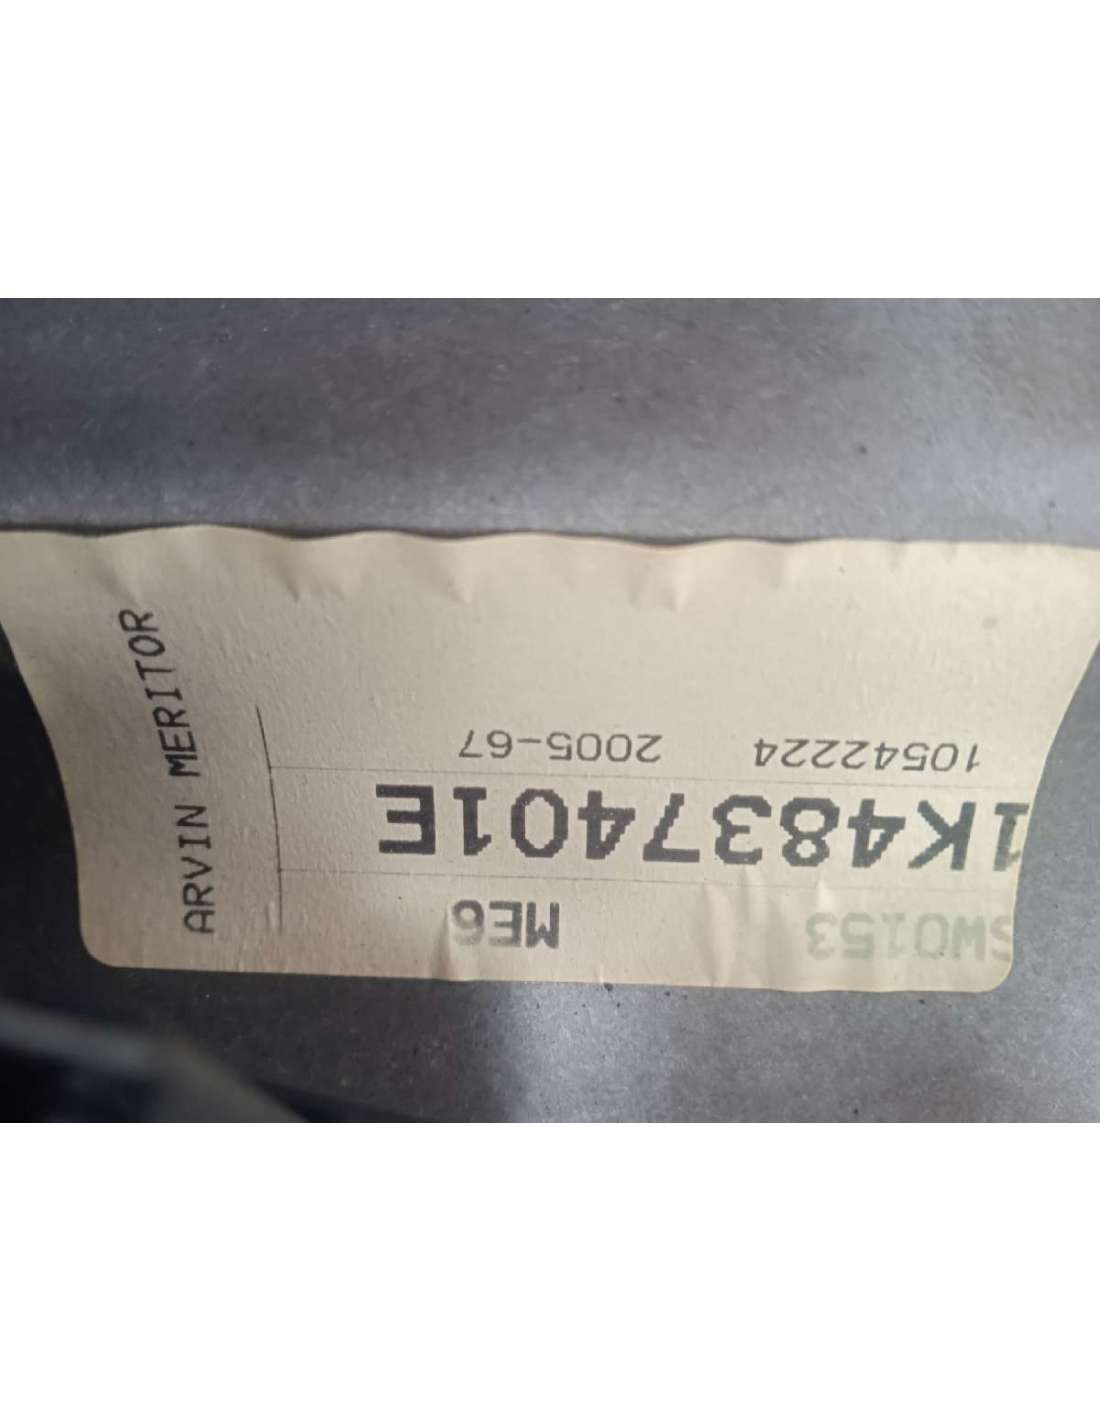 SW0153 ME6
1K4837401E
10542224 2005-67
ARVIN MERITOR